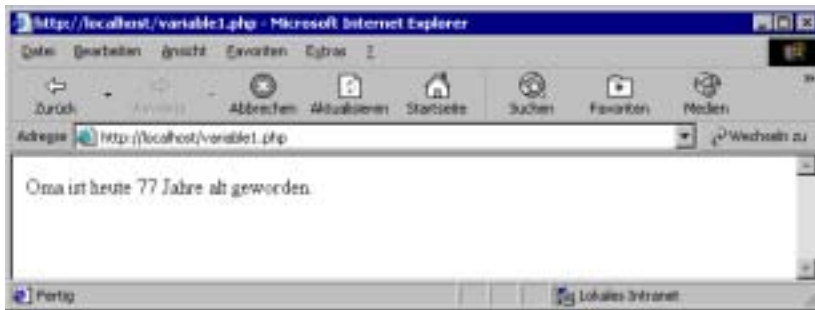 http://localhost/variable1.php - Microsoft Internet Explorer
Datei Bearbeiten Ansicht Favoriten Extras ?
Zurück Vorwärts Abbrechen Aktualisieren Startseite Suchen Favoriten Medien »
Adresse http://localhost/variable1.php Wechseln zu
Oma ist heute 77 Jahre alt geworden.
Fertig Lokales Intranet